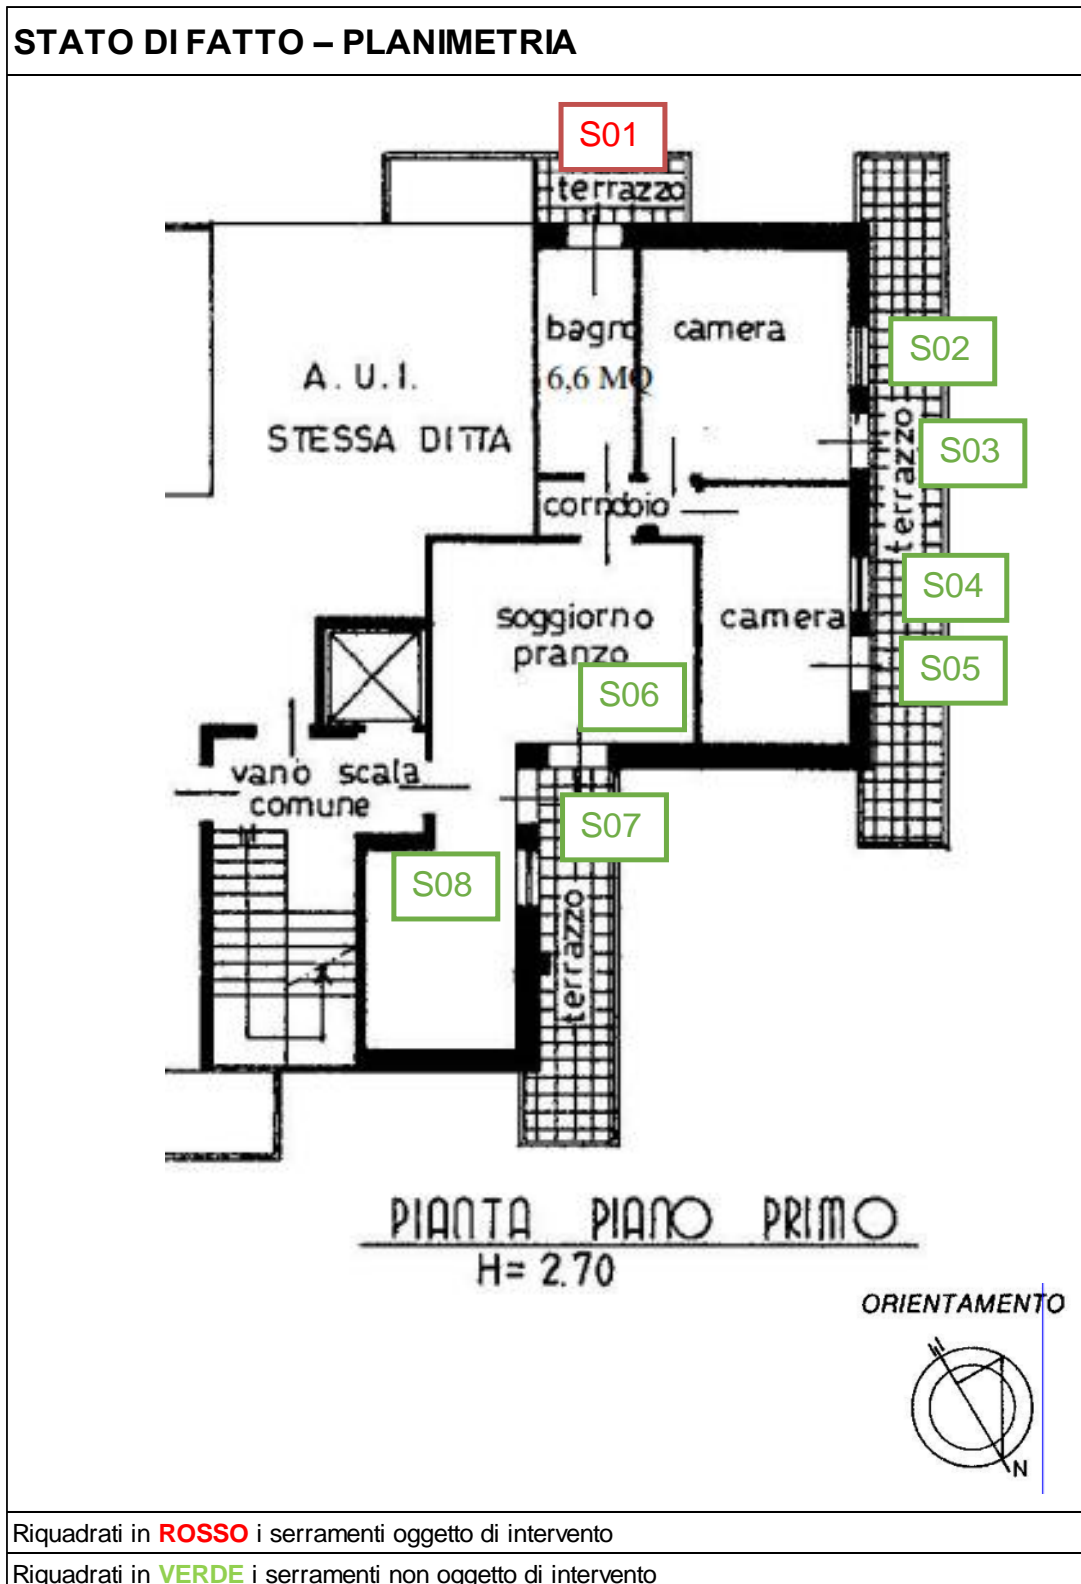 STATO DI FATTO – PLANIMETRIA
S01
terrazzo
bagno
6,6 MQ
camera
S02
A.U.I.
STESSA DITTA
S03
terrazzo
corridoio
S04
soggiorno
pranzo
camera
S05
S06
vano scala
comune
S07
S08
terrazzo
PIANTA PIANO PRIMO
H= 2.70
ORIENTAMENTO
N
Riquadrati in ROSSO i serramenti oggetto di intervento
Riquadrati in VERDE i serramenti non oggetto di intervento